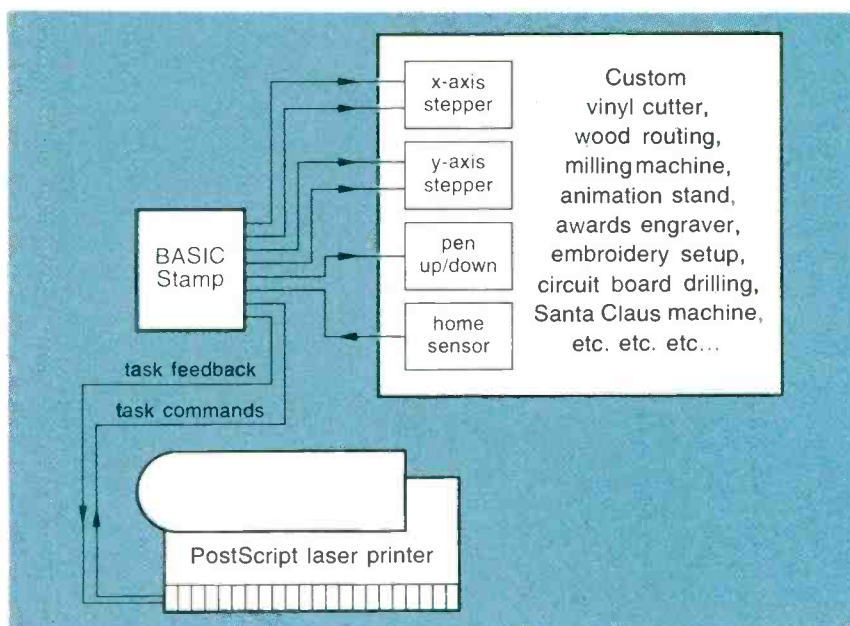 x-axis
stepper
y-axis
stepper
pen
up/down
home
sensor
Custom
vinyl cutter,
wood routing,
milling machine,
animation stand,
awards engraver,
embroidery setup,
circuit board drilling,
Santa Claus machine,
etc. etc. etc...
BASIC
Stamp
task feedback
task commands
PostScript laser printer